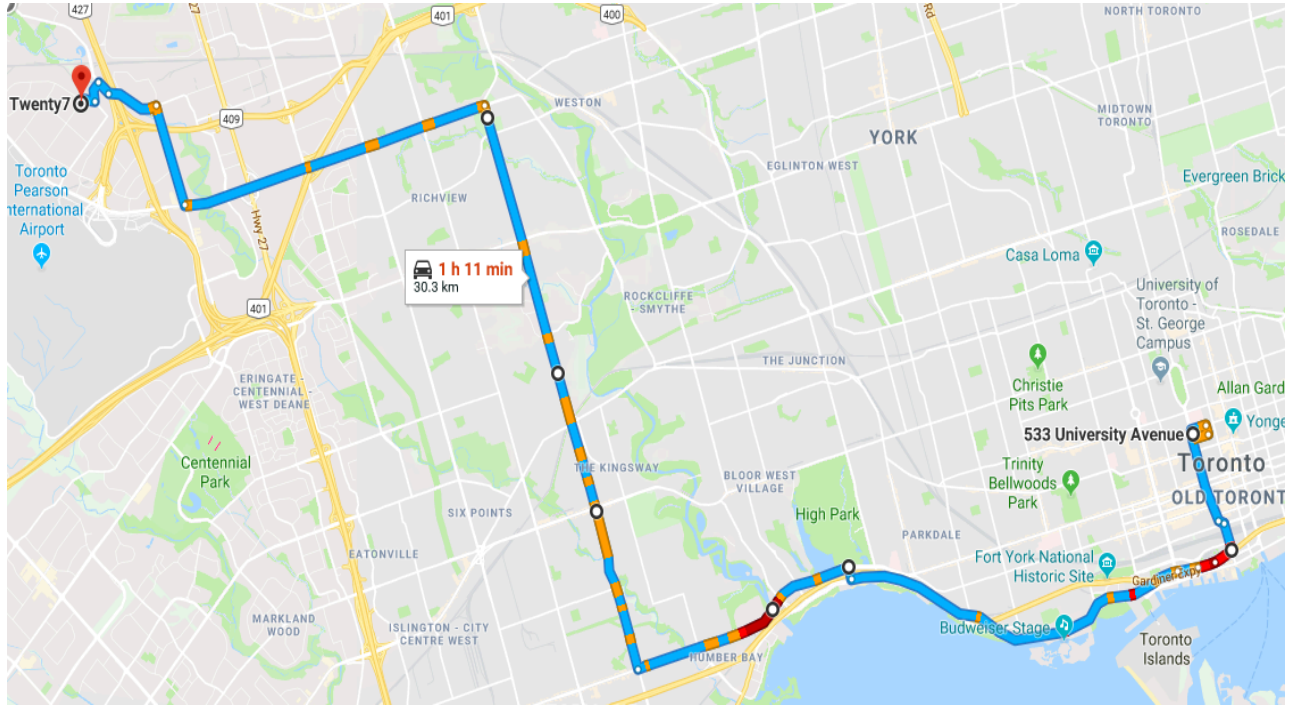 427
27
401
400
Rd
NORTH TORONTO
Twenty7
409
WESTON
MIDTOWN
TORONTO
YORK
EGLINTON WEST
Toronto
Pearson
nternational
Airport
Evergreen Brick
RICHVIEW
Hwy 27
ROSEDALE
Casa Loma
1 h 11 min
30.3 km
University of
Toronto -
St. George
Campus
ROCKCLIFFE
- SMYTHE
401
THE JUNCTION
ERINGATE -
CENTENNIAL -
WEST DEANE
Christie
Pits Park
Allan Gard
Yonge
533 University Avenue
Centennial
Park
THE KINGSWAY
Toronto
BLOOR WEST
VILLAGE
Trinity
Bellwoods
Park
OLD TORONT
SIX POINTS
High Park
PARKDALE
EATONVILLE
Fort York National
Historic Site
Gardiner Expy
MARKLAND
WOOD
ISLINGTON - CITY
CENTRE WEST
Budweiser Stage
HUMBER BAY
Toronto
Islands